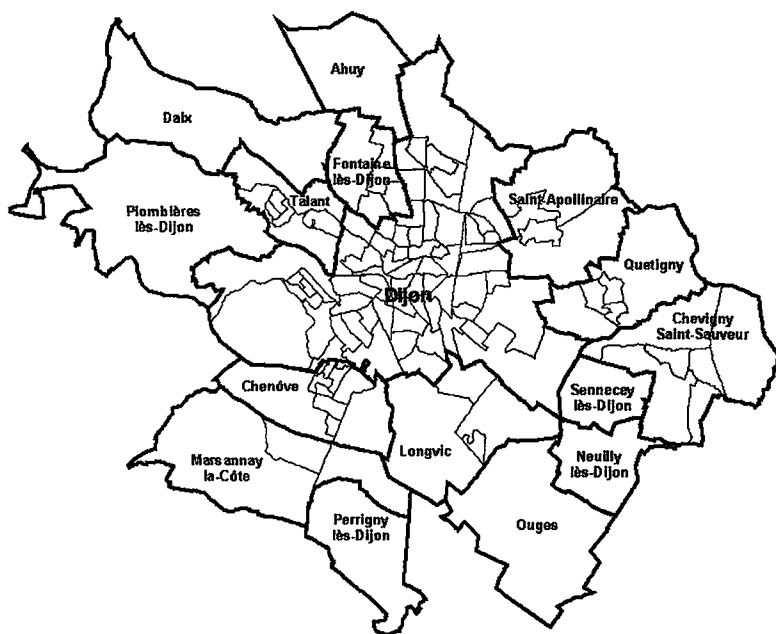 Ahuy
Daix
Fontaine
lès-Dijon
Talant
Saint-Apollinaire
Plombières
lès-Dijon
Quetigny
Dijon
Chevigny
Saint-Sauveur
Chenôve
Sennecey
lès-Dijon
Longvic
Marsannay
la-Côte
Neuilly
lès-Dijon
Perrigny
lès-Dijon
Ouges